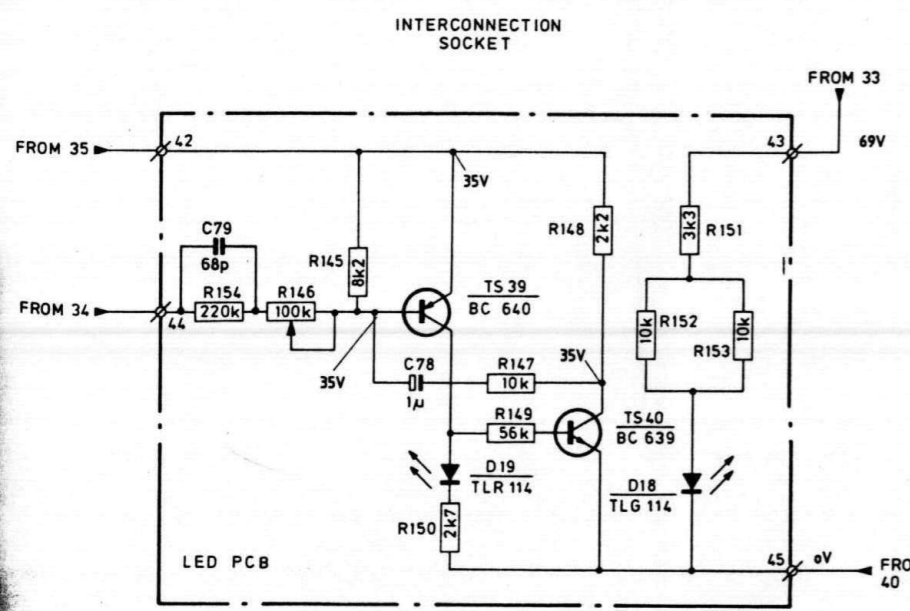 INTERCONNECTION
SOCKET
FROM 33
FROM 35
42
43
69V
35V
C79
68p
R145
8k2
R148
2k2
3k3
R151
FROM 34
44
R154
220k
R146
100k
TS 39
BC 640
10k
R152
10k
R153
35V
C78
1µ
R147
10k
35V
R149
56k
TS 40
BC 639
D19
TLR 114
D18
TLG 114
R150
2k7
LED PCB
45
0V
FRO
40